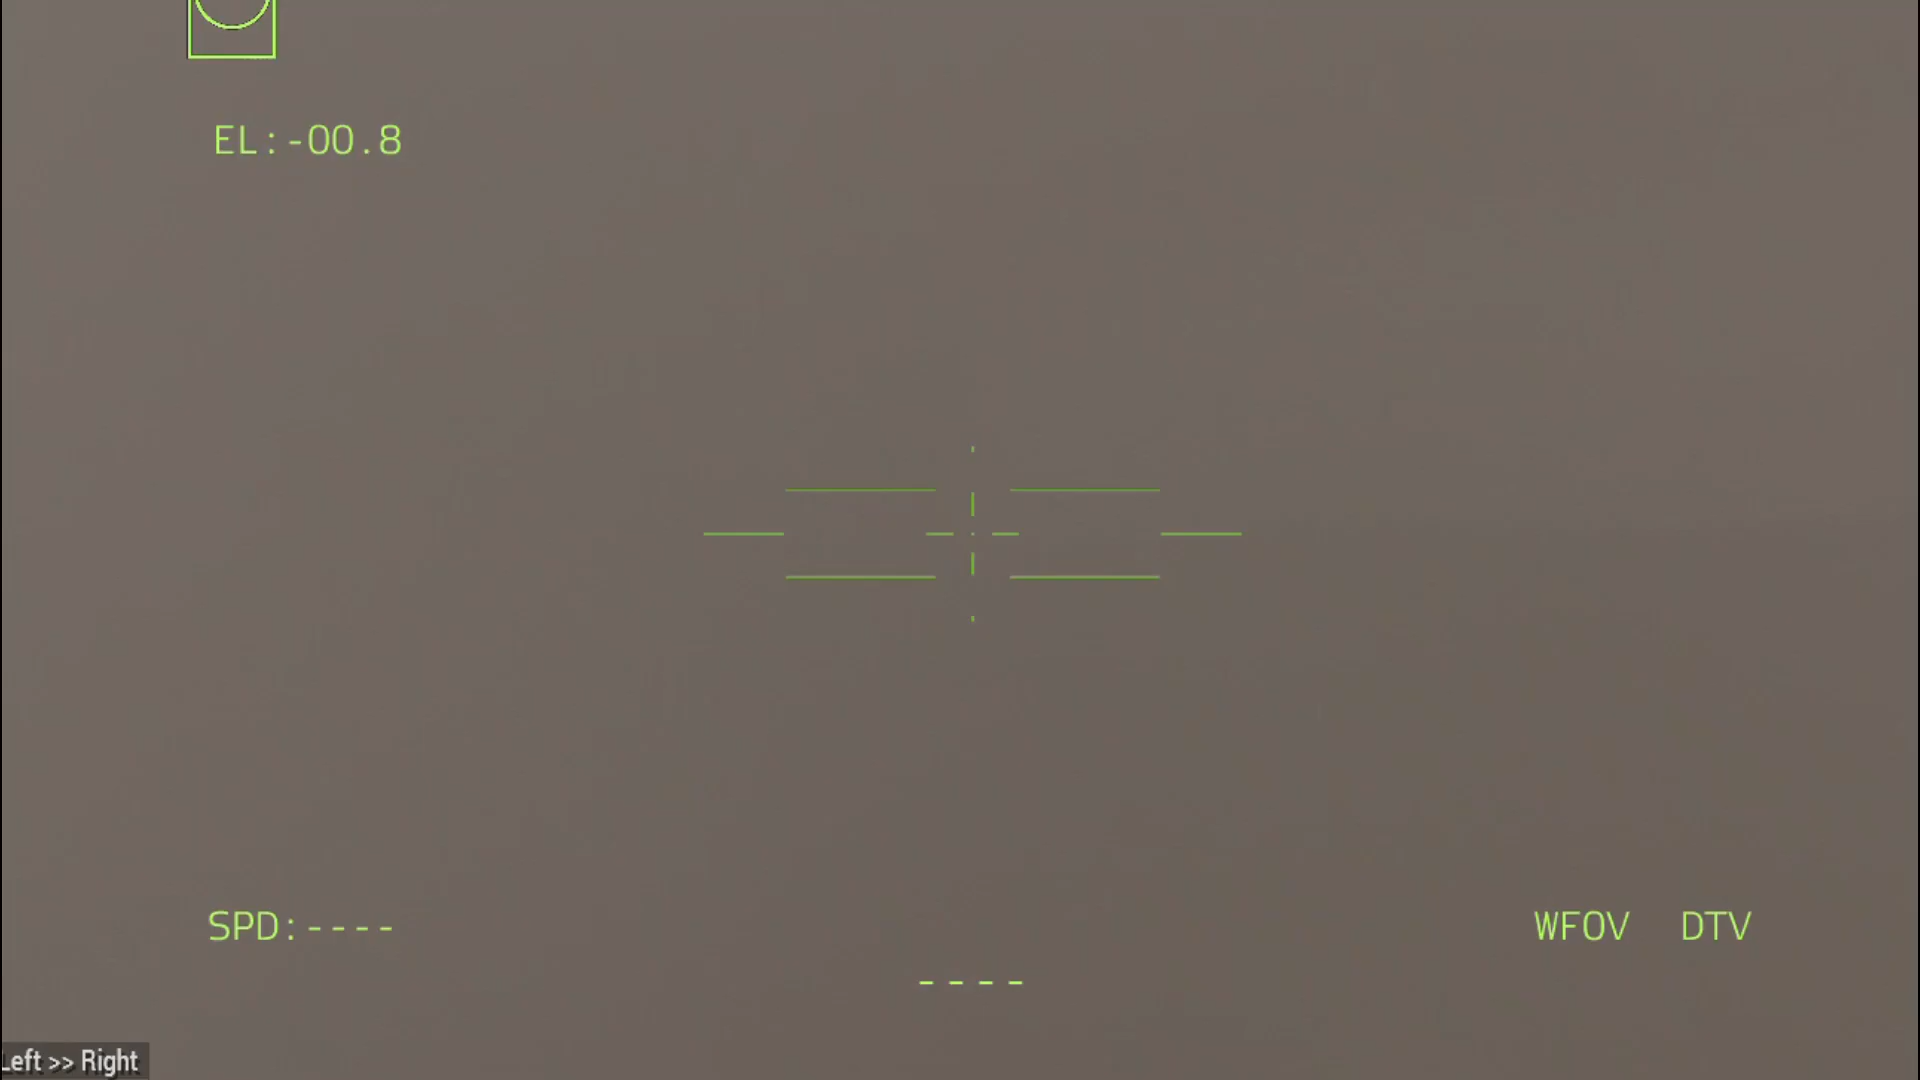 EL:-00.8
SPD:----
WFOV DTV
----
Left >> Right